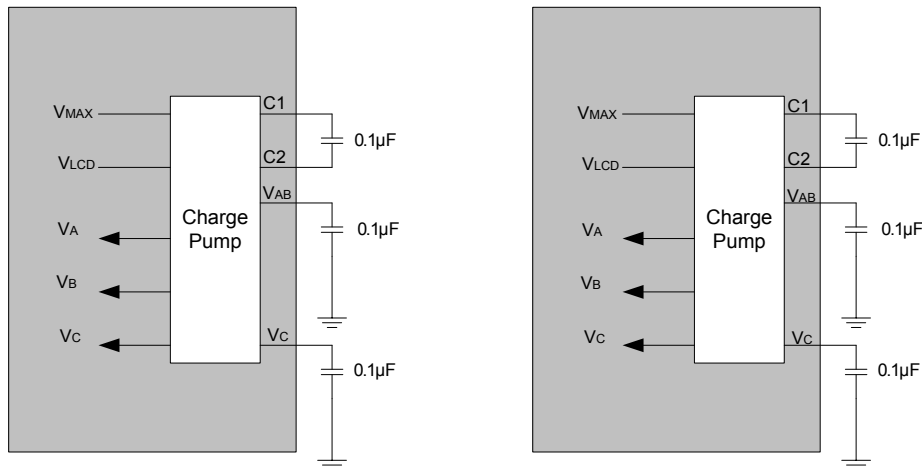 C1
VMAX
0.1µF
C2
VLCD
VAB
Charge
Pump
VA
0.1µF
VB
VC
VC
0.1µF
C1
VMAX
0.1µF
C2
VLCD
VAB
Charge
Pump
VA
0.1µF
VB
VC
VC
0.1µF